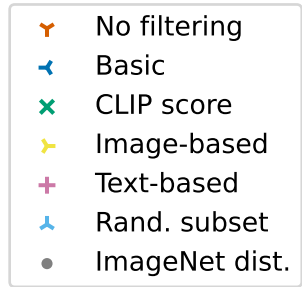 No filtering
Basic
CLIP score
Image-based
Text-based
Rand. subset
ImageNet dist.